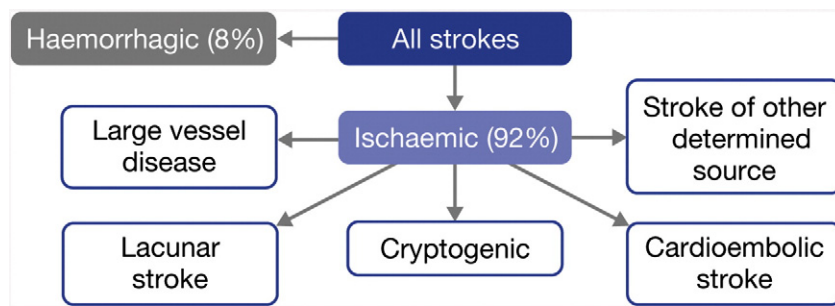 Haemorrhagic (8%)
All strokes
Large vessel
disease
Ischaemic (92%)
Stroke of other
determined
source
Lacunar
stroke
Cryptogenic
Cardioembolic
stroke